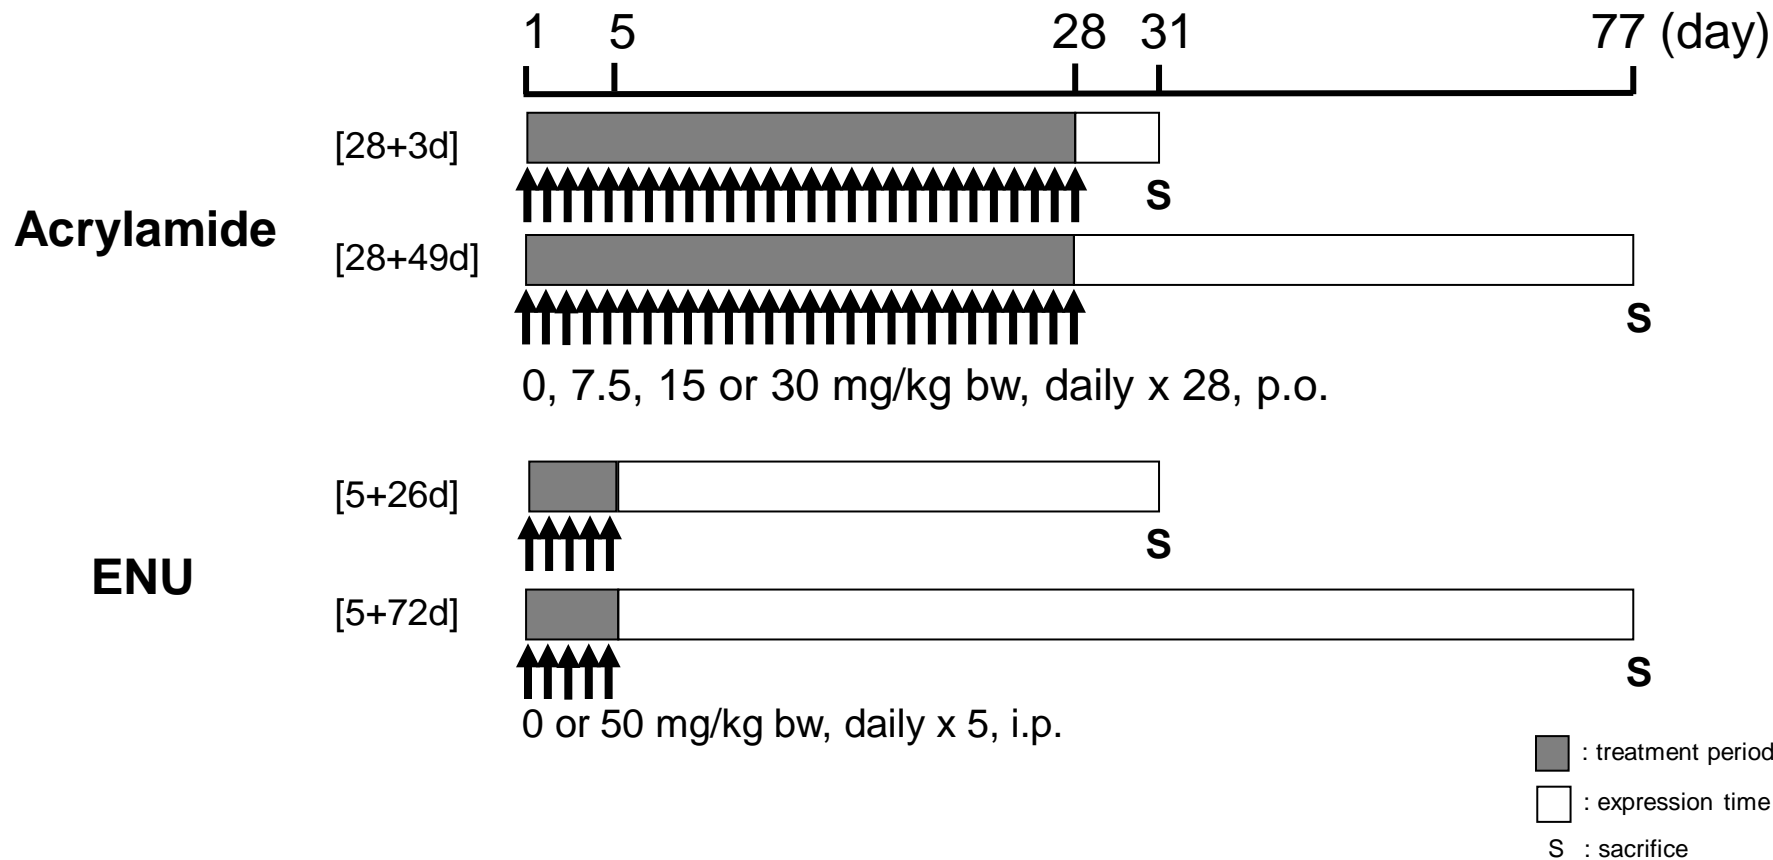 1 5 28 31 77 (day)
[28+3d]
S
Acrylamide
[28+49d]
S
0, 7.5, 15 or 30 mg/kg bw, daily x 28, p.o.
[5+26d]
S
ENU
[5+72d]
S
0 or 50 mg/kg bw, daily x 5, i.p.
: treatment period
: expression time
S : sacrifice